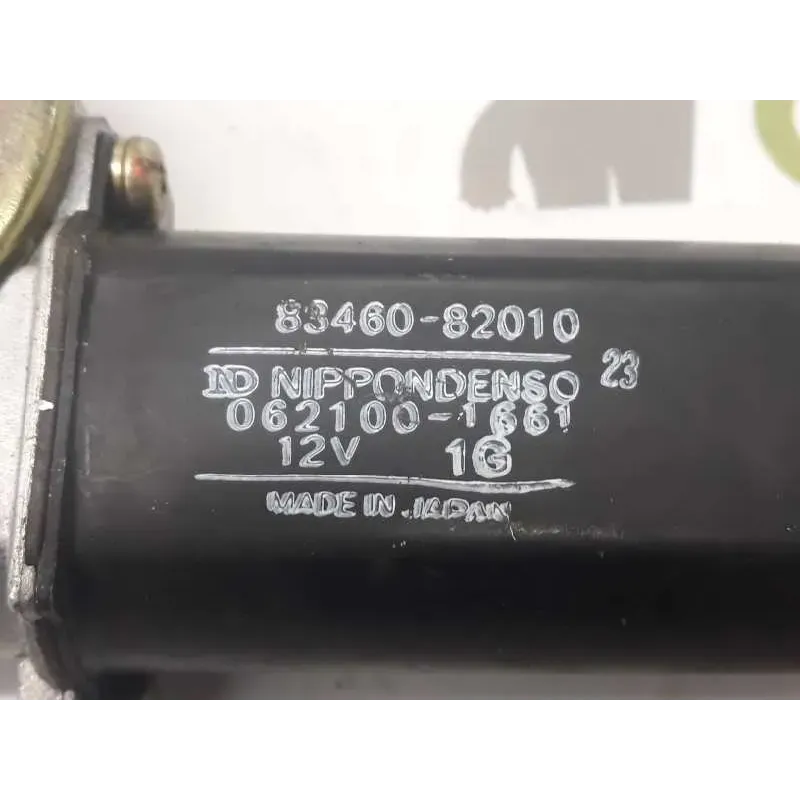 83460-82010
ND NIPPONDENSO
23
062100-1661
12V 1G
MADE IN JAPAN